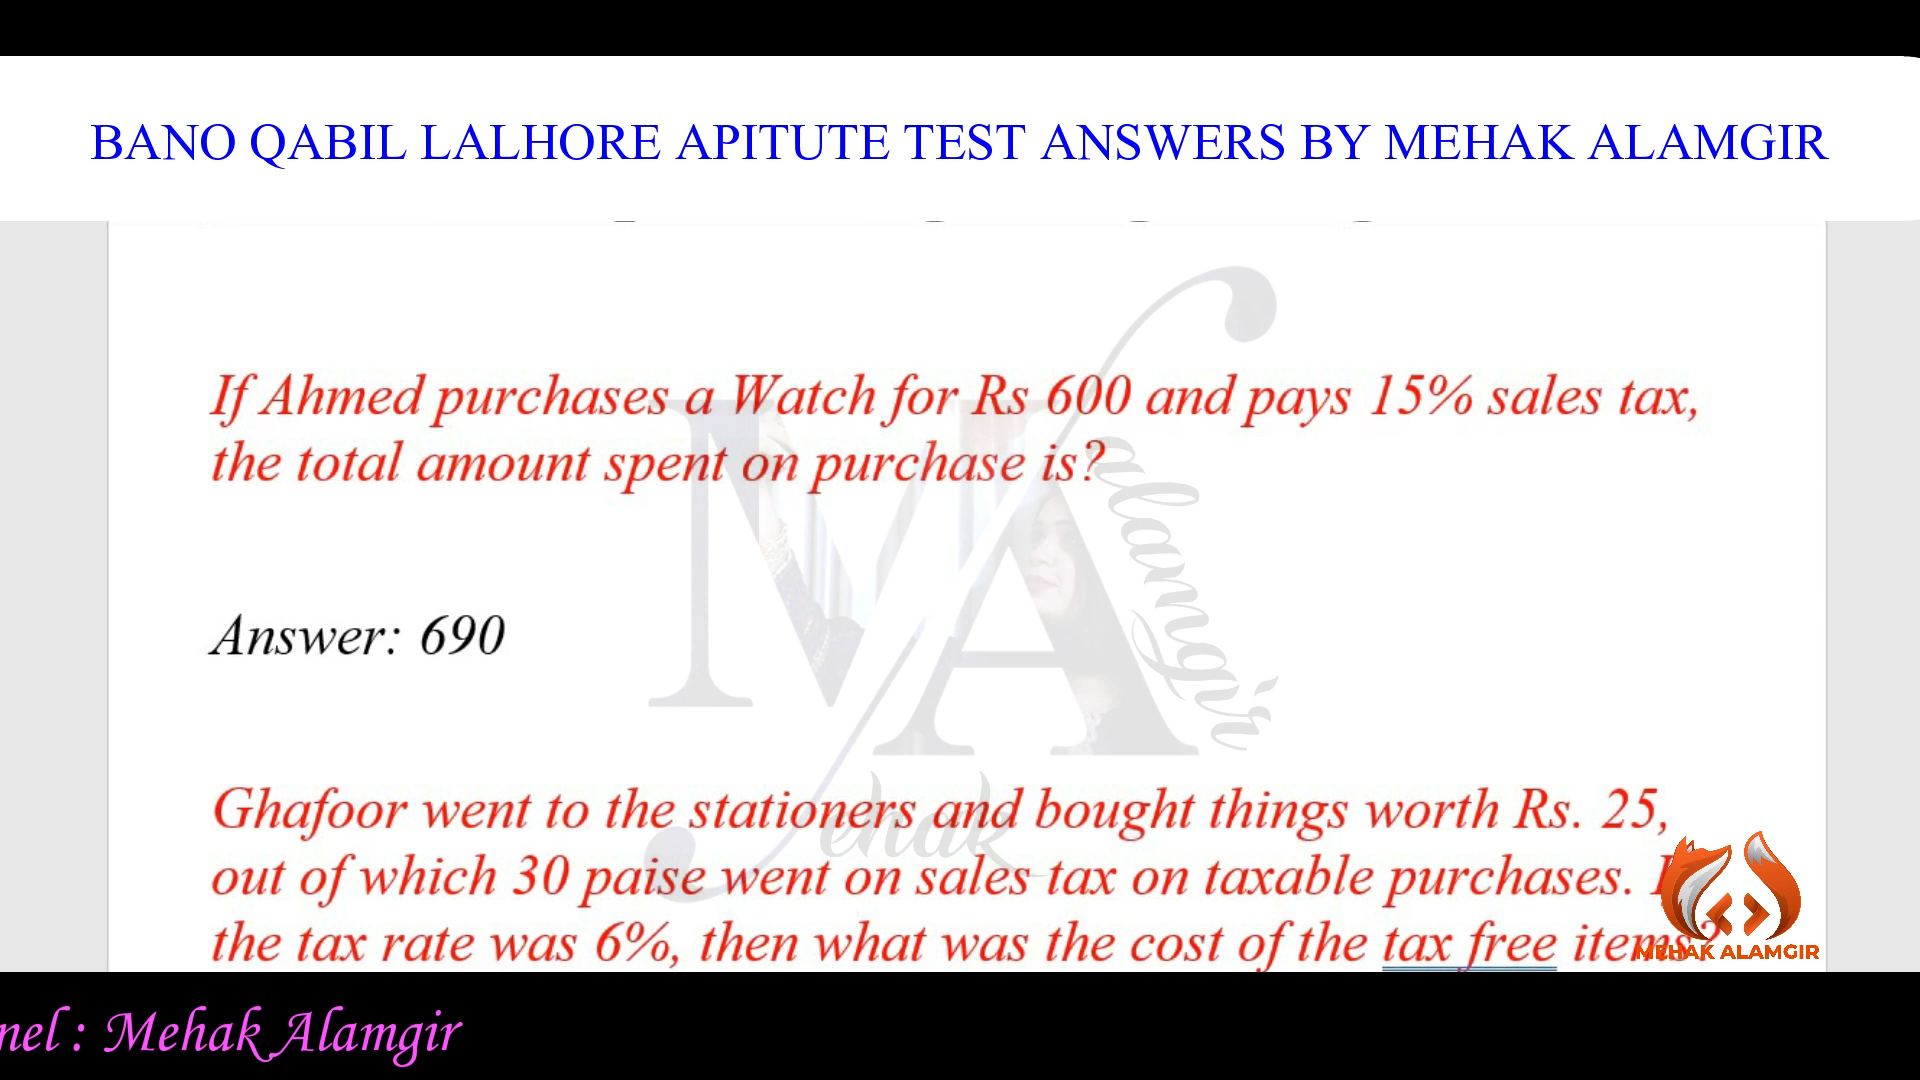 BANO QABIL LALHORE APITUTE TEST ANSWERS BY MEHAK ALAMGIR
If Ahmed purchases a Watch for Rs 600 and pays 15% sales tax,
the total amount spent on purchase is?
alamgir
Answer: 690
Ghafoor went to the stationers and bought things worth Rs. 25,
ehak
out of which 30 paise went on sales tax on taxable purchases.
the tax rate was 6%, then what was the cost of the tax free items?
MEHAK ALAMGIR
nel : Mehak Alamgir